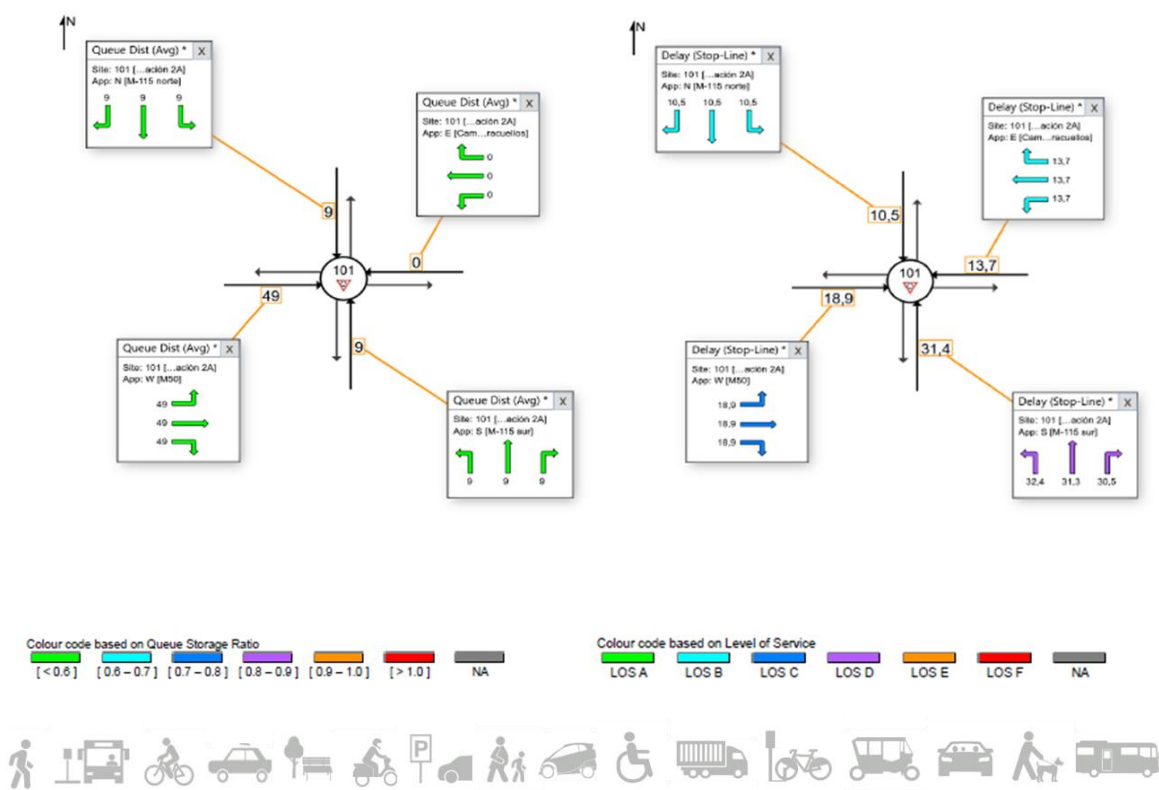 N
Queue Dist (Avg) * X
Site: 101 [...ación 2A]
App: N [M-115 norte]
9 9 9
Queue Dist (Avg) * X
Site: 101 [...ación 2A]
App: E [Cam...racuellos]
0
0
0
9
101
0
49
9
Queue Dist (Avg) * X
Site: 101 [...ación 2A]
App: W [M50]
49
49
49
Queue Dist (Avg) * X
Site: 101 [...ación 2A]
App: S [M-115 sur]
9 9 9
N
Delay (Stop-Line) * X
Site: 101 [...ación 2A]
App: N [M-115 norte]
10,5 10,5 10,5
Delay (Stop-Line) * X
Site: 101 [...ación 2A]
App: E [Cam...racuellos]
13,7
13,7
13,7
10,5
101
13,7
18,9
31,4
Delay (Stop-Line) * X
Site: 101 [...ación 2A]
App: W [M50]
18,9
18,9
18,9
Delay (Stop-Line) * X
Site: 101 [...ación 2A]
App: S [M-115 sur]
32,4 31,3 30,5
Colour code based on Queue Storage Ratio
[ < 0.6 ] [ 0.6 – 0.7 ] [ 0.7 – 0.8 ] [ 0.8 – 0.9 ] [ 0.9 – 1.0 ] [ > 1.0 ] NA
Colour code based on Level of Service
LOS A LOS B LOS C LOS D LOS E LOS F NA
P